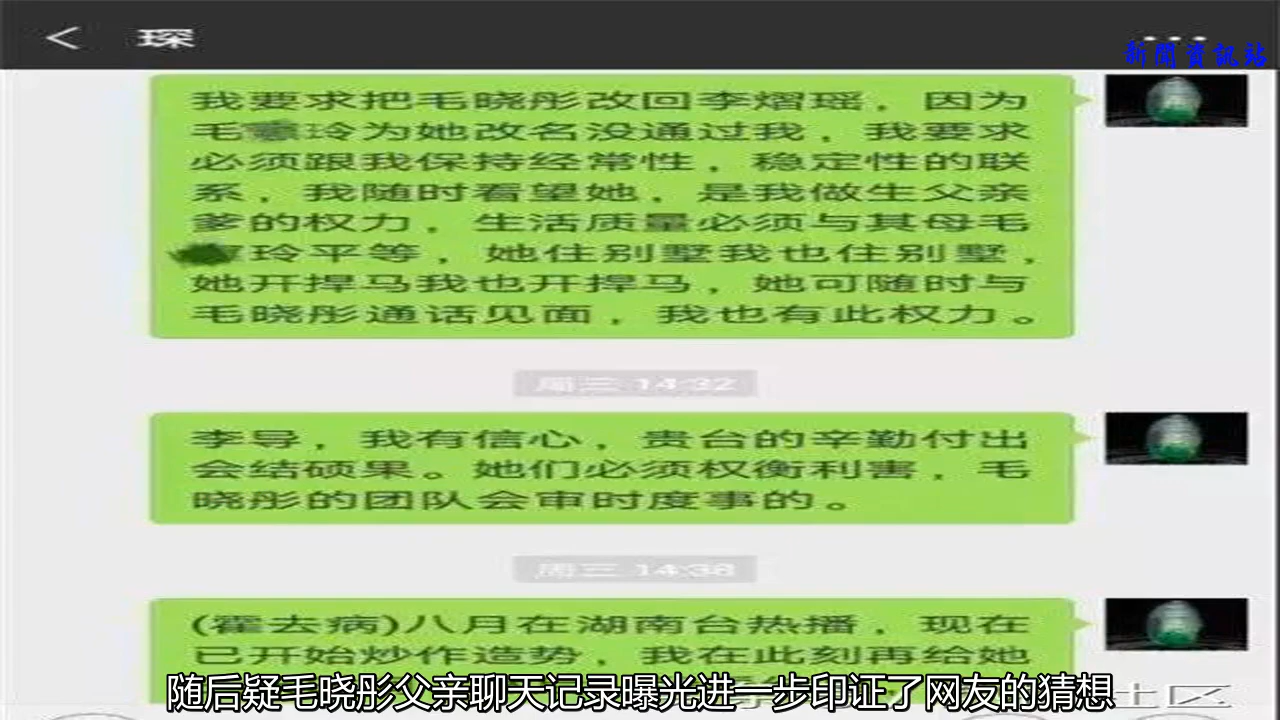 琛
新聞資訊站
我要求把毛晓彤改回李熠瑶，因为
毛玲为她改名没通过我，我要求
必须跟我保持经常性，稳定性的联
系，我随时看望她，是我做生父亲
爹的权力，生活质量必须与其母毛
玲平等，她住别墅我也住别墅，
她开捍马我也开捍马，她可随时与
毛晓彤通话见面，我也有此权力。
周三 14:32
李导，我有信心，贵台的辛勤付出
会结硕果。她们必须权衡利害，毛
晓彤的团队会审时度事的。
周三 14:36
(霍去病)八月在湖南台热播，现在
已开始炒作造势，我在此刻再给她
随后疑毛晓彤父亲聊天记录曝光进一步印证了网友的猜想